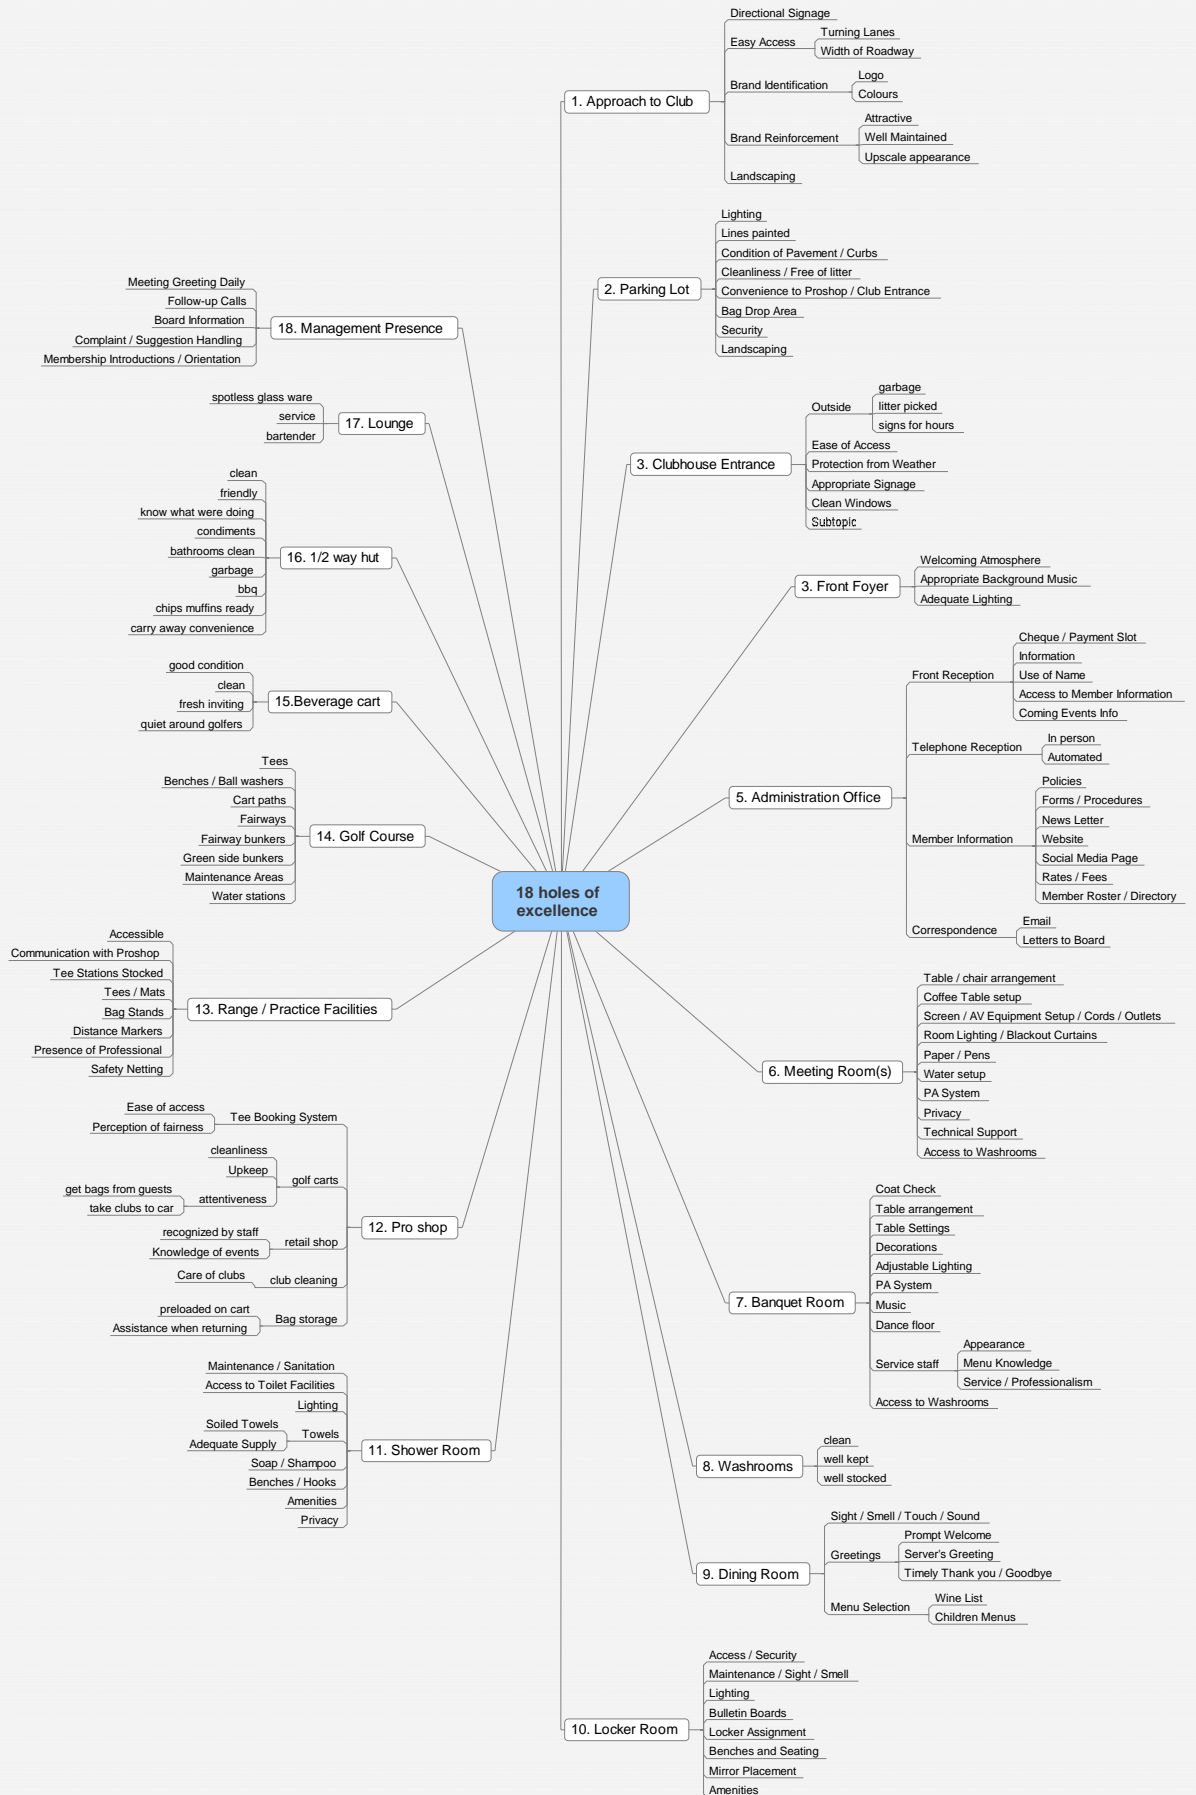 18 holes of
excellence
1. Approach to Club
Directional Signage
Easy Access
Turning Lanes
Width of Roadway
Brand Identification
Logo
Colours
Brand Reinforcement
Attractive
Well Maintained
Upscale appearance
Landscaping
2. Parking Lot
Lighting
Lines painted
Condition of Pavement / Curbs
Cleanliness / Free of litter
Convenience to Proshop / Club Entrance
Bag Drop Area
Security
Landscaping
3. Clubhouse Entrance
Outside
garbage
litter picked
signs for hours
Ease of Access
Protection from Weather
Appropriate Signage
Clean Windows
Subtopic
3. Front Foyer
Welcoming Atmosphere
Appropriate Background Music
Adequate Lighting
5. Administration Office
Front Reception
Cheque / Payment Slot
Information
Use of Name
Access to Member Information
Coming Events Info
Telephone Reception
In person
Automated
Member Information
Policies
Forms / Procedures
News Letter
Website
Social Media Page
Rates / Fees
Member Roster / Directory
Correspondence
Email
Letters to Board
6. Meeting Room(s)
Table / chair arrangement
Coffee Table setup
Screen / AV Equipment Setup / Cords / Outlets
Room Lighting / Blackout Curtains
Paper / Pens
Water setup
PA System
Privacy
Technical Support
Access to Washrooms
7. Banquet Room
Coat Check
Table arrangement
Table Settings
Decorations
Adjustable Lighting
PA System
Music
Dance floor
Service staff
Appearance
Menu Knowledge
Service / Professionalism
Access to Washrooms
8. Washrooms
clean
well kept
well stocked
9. Dining Room
Sight / Smell / Touch / Sound
Greetings
Prompt Welcome
Server's Greeting
Timely Thank you / Goodbye
Menu Selection
Wine List
Children Menus
10. Locker Room
Access / Security
Maintenance / Sight / Smell
Lighting
Bulletin Boards
Locker Assignment
Benches and Seating
Mirror Placement
Amenities
11. Shower Room
Maintenance / Sanitation
Access to Toilet Facilities
Lighting
Towels
Soiled Towels
Adequate Supply
Soap / Shampoo
Benches / Hooks
Amenities
Privacy
12. Pro shop
Tee Booking System
Ease of access
Perception of fairness
golf carts
cleanliness
Upkeep
attentiveness
get bags from guests
take clubs to car
retail shop
recognized by staff
Knowledge of events
club cleaning
Care of clubs
Bag storage
preloaded on cart
Assistance when returning
13. Range / Practice Facilities
Accessible
Communication with Proshop
Tee Stations Stocked
Tees / Mats
Bag Stands
Distance Markers
Presence of Professional
Safety Netting
14. Golf Course
Tees
Benches / Ball washers
Cart paths
Fairways
Fairway bunkers
Green side bunkers
Maintenance Areas
Water stations
15.Beverage cart
good condition
clean
fresh inviting
quiet around golfers
16. 1/2 way hut
clean
friendly
know what were doing
condiments
bathrooms clean
garbage
bbq
chips muffins ready
carry away convenience
17. Lounge
spotless glass ware
service
bartender
18. Management Presence
Meeting Greeting Daily
Follow-up Calls
Board Information
Complaint / Suggestion Handling
Membership Introductions / Orientation